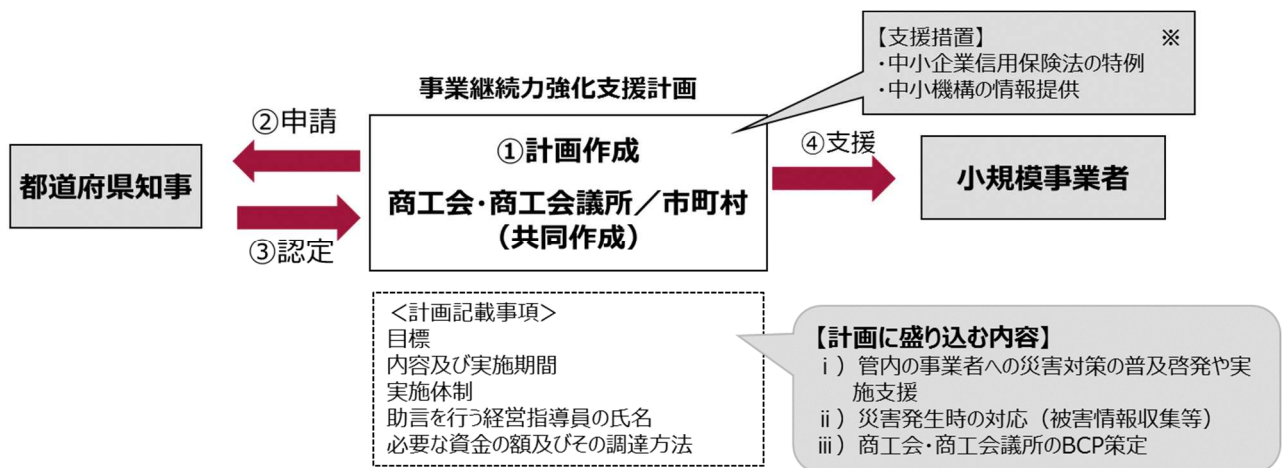 【支援措置】 ※
・中小企業信用保険法の特例
・中小機構の情報提供
事業継続力強化支援計画
②申請
①計画作成
④支援
都道府県知事
商工会・商工会議所／市町村
（共同作成）
小規模事業者
③認定
＜計画記載事項＞
目標
内容及び実施期間
実施体制
助言を行う経営指導員の氏名
必要な資金の額及びその調達方法
【計画に盛り込む内容】
ⅰ）管内の事業者への災害対策の普及啓発や実
施支援
ⅱ）災害発生時の対応（被害情報収集等）
ⅲ）商工会・商工会議所のBCP策定